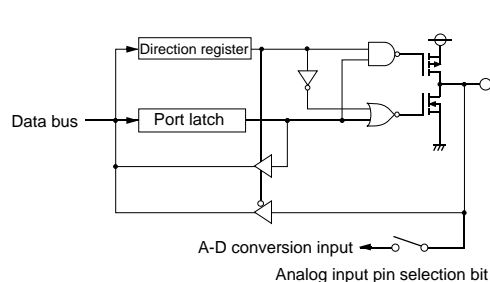 Direction register
Data bus
Port latch
A-D conversion input
Analog input pin selection bit